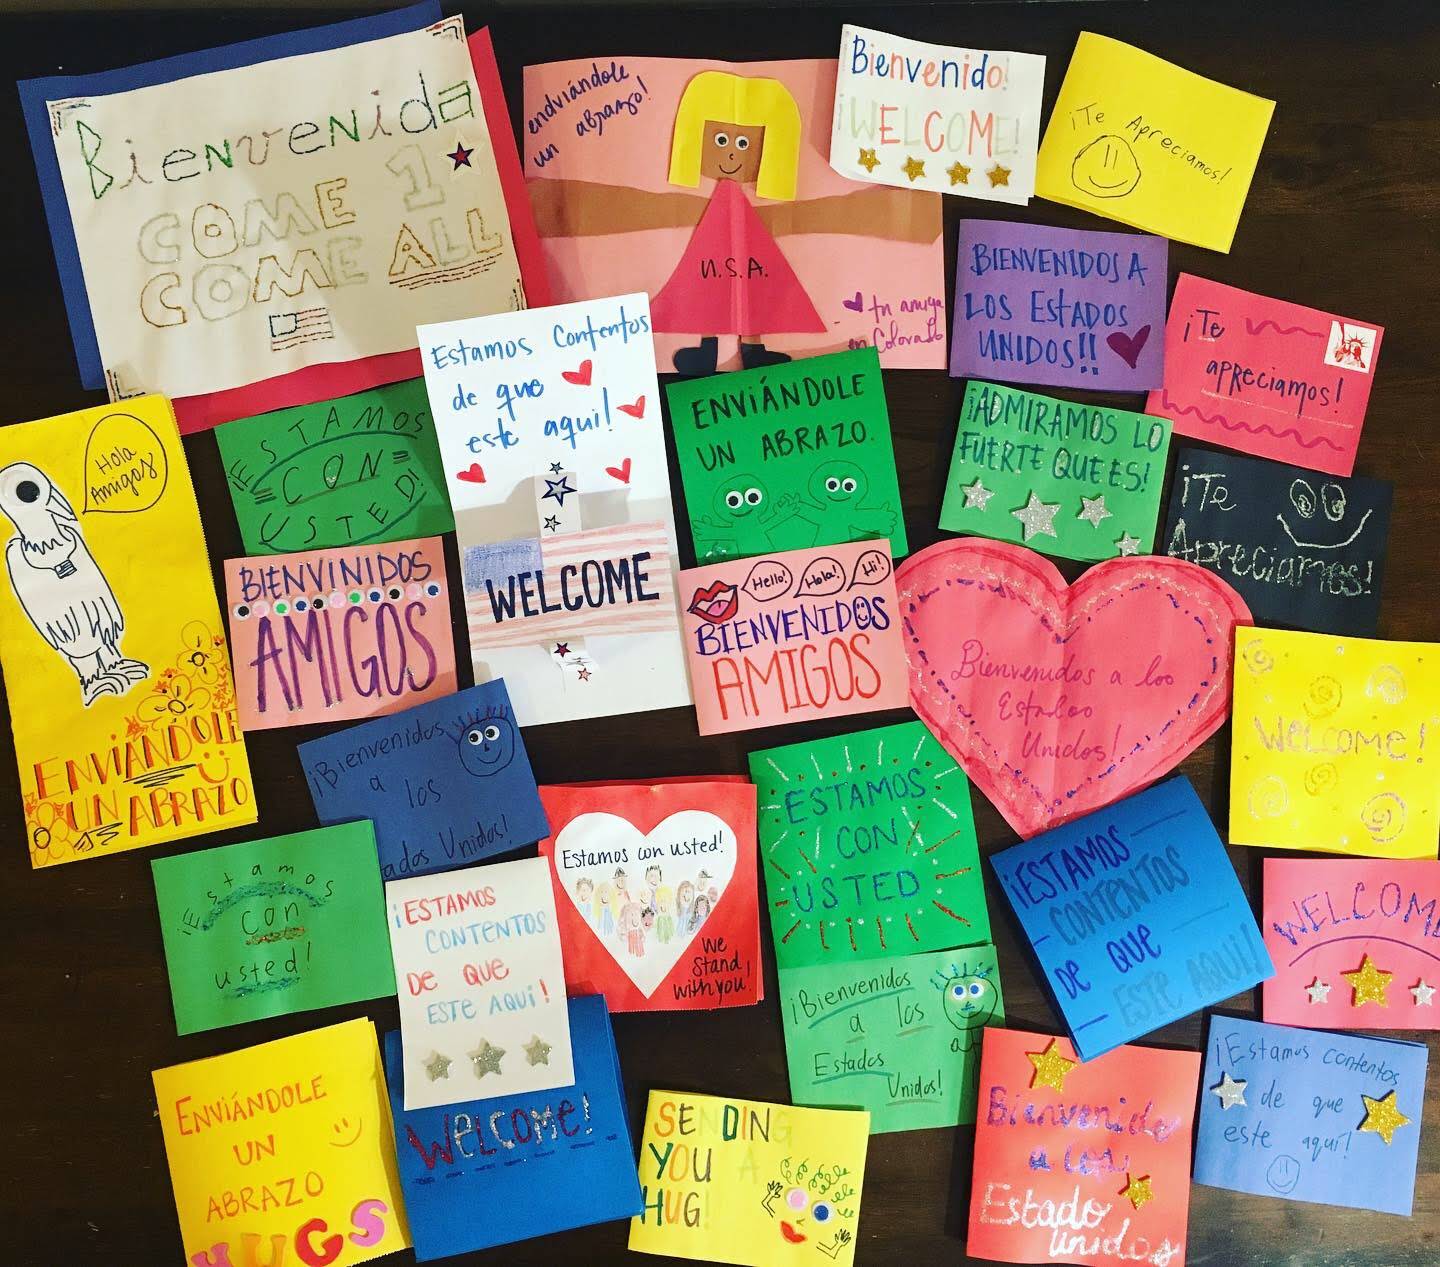 Bienvenida
COME 1
COME ALL
endviándole
un abrazo!
U.S.A.
- tu amiga
en Colorado
¡Bienvenido!
¡WELCOME!
¡Te Apreciamos!
BIENVENIDOS A
LOS ESTADOS
UNIDOS!!
¡Te
apreciamos!
Estamos Contentos
de que
este aqui!
WELCOME
¡ESTAMOS
CON
USTED!
ENVIÁNDOLE
UN ABRAZO.
¡ADMIRAMOS LO
FUERTE QUE ES!
¡Te
Apreciamos!
Hola
Amigos
ENVIÁNDOLE
UN ABRAZO
BIENVINIDOS
AMIGOS
Hello!
Hola!
Hi!
BIENVENIDOS
AMIGOS
Bienvenidos a los
Estados
Unidos!
Welcome!
¡Bienvenidos
a los
Estados Unidos!
Estamos con usted!
We
Stand
with you!
ESTAMOS
CON
USTED
¡ESTAMOS
CONTENTOS
DE QUE
ESTE AQUI!
WELCOME
¡Estamos
con
usted!
¡ESTAMOS
CONTENTOS
DE QUE
ESTE AQUI!
¡Bienvenidos
a los
Estados
Unidos!
Bienvenido
a los
Estado
Unidos
¡Estamos contentos
de que
este aquí!
ENVIÁNDOLE
UN
ABRAZO
HUGS
WELCOME!
SENDING
YOU A
HUG!